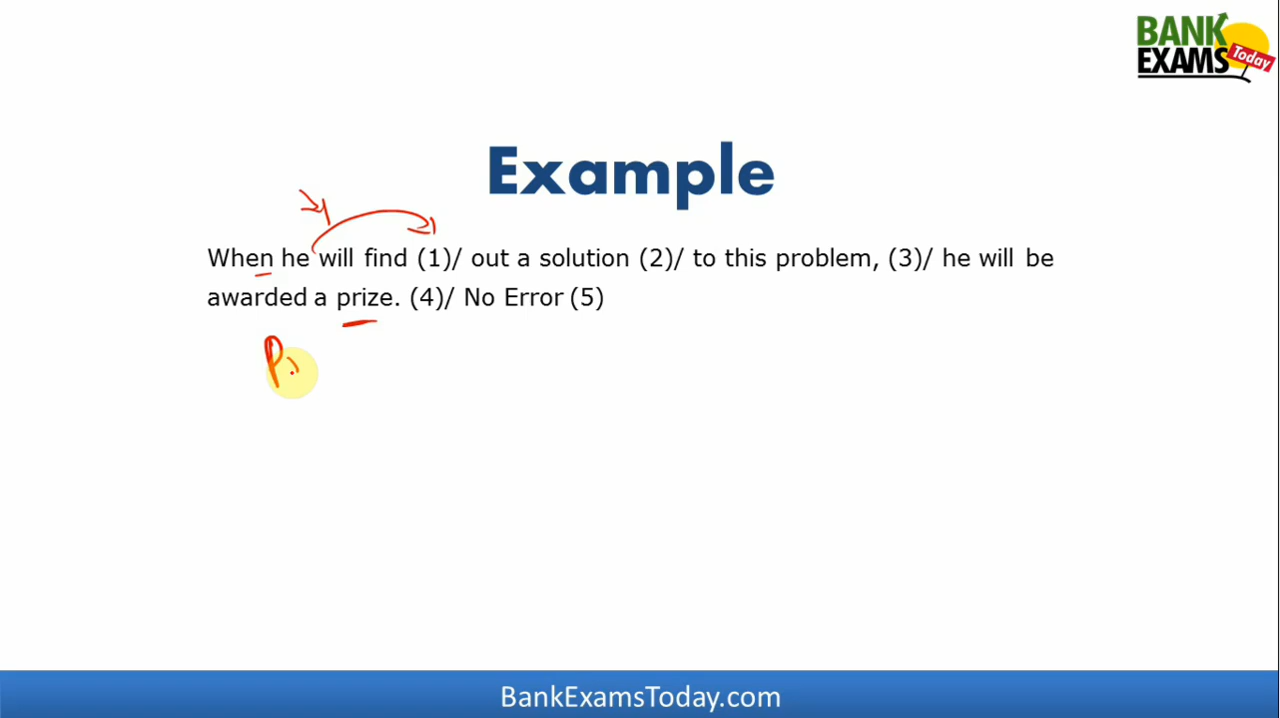 BANK
EXAMS
Today
Example
When he will find (1)/ out a solution (2)/ to this problem, (3)/ he will be
awarded a prize. (4)/ No Error (5)
BankExamsToday.com